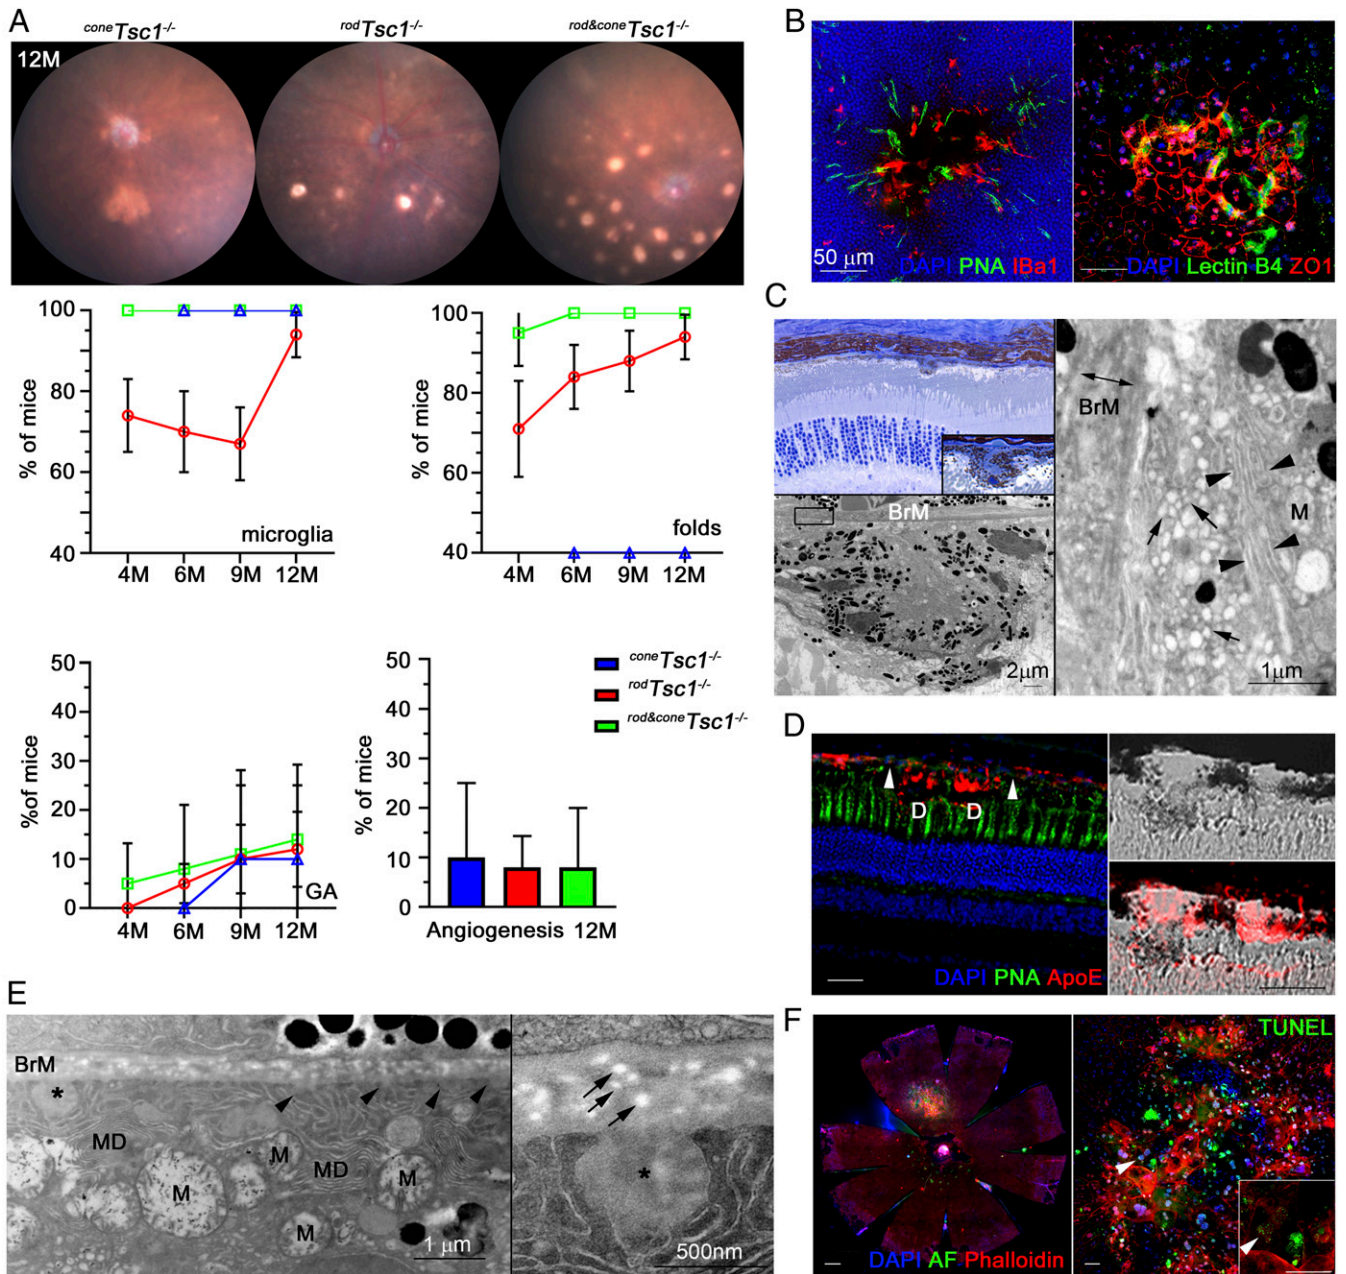 A
coneTsc1-/-
rodTsc1-/-
rod&coneTsc1-/-
12M
100
80
60
40
% of mice
4M 6M 9M 12M
microglia
100
80
60
40
% of mice
4M 6M 9M 12M
folds
50
40
30
20
10
0
%of mice
4M 6M 9M 12M
GA
50
40
30
20
10
0
% of mice
Angiogenesis 12M
coneTsc1-/-
rodTsc1-/-
rod&coneTsc1-/-
B
50 μm
DAPI PNA IBa1
DAPI Lectin B4 ZO1
C
BrM
2μm
BrM
M
1μm
D
D D
DAPI PNA ApoE
E
BrM
*
MD
M
M
MD
M
M
1 μm
*
500nm
F
DAPI AF Phalloidin
TUNEL